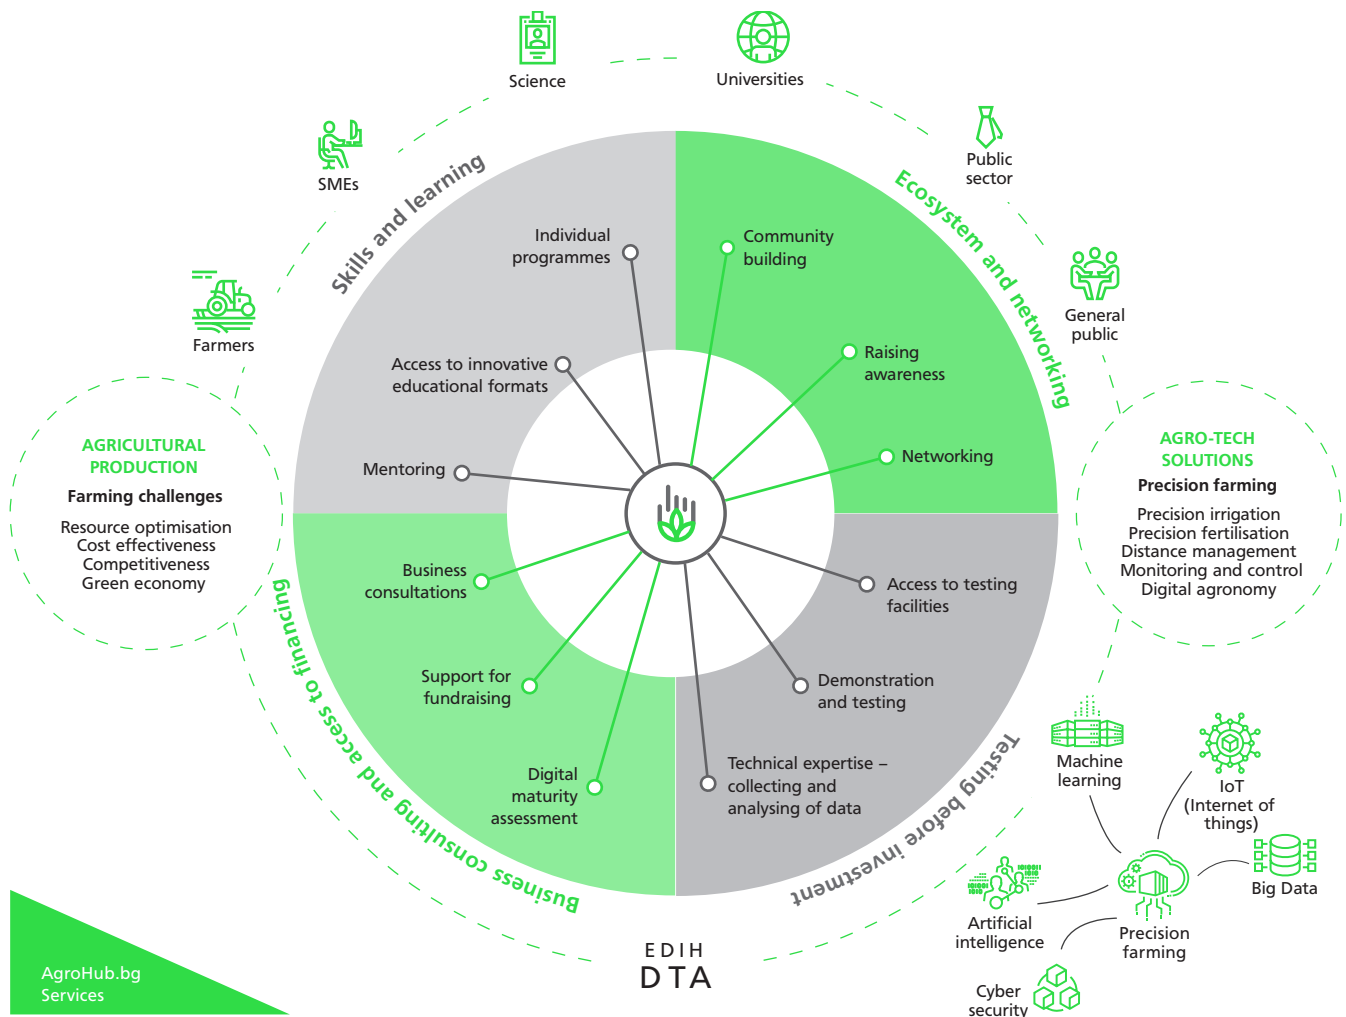 Science
Universities
SMEs
Public
sector
Farmers
General
public
Skills and learning
Ecosystem and networking
Individual
programmes
Access to innovative
educational formats
Mentoring
Community
building
Raising
awareness
Networking
AGRICULTURAL
PRODUCTION
Farming challenges
Resource optimisation
Cost effectiveness
Competitiveness
Green economy
AGRO-TECH
SOLUTIONS
Precision farming
Precision irrigation
Precision fertilisation
Distance management
Monitoring and control
Digital agronomy
Business
consultations
Support for
fundraising
Digital
maturity
assessment
Access to testing
facilities
Demonstration
and testing
Technical expertise –
collecting and
analysing of data
Business consulting and access to financing
Testing before investment
Machine
learning
IoT
(Internet of
things)
Big Data
Artificial
intelligence
Precision
farming
Cyber
security
EDIH
DTA
AgroHub.bg
Services